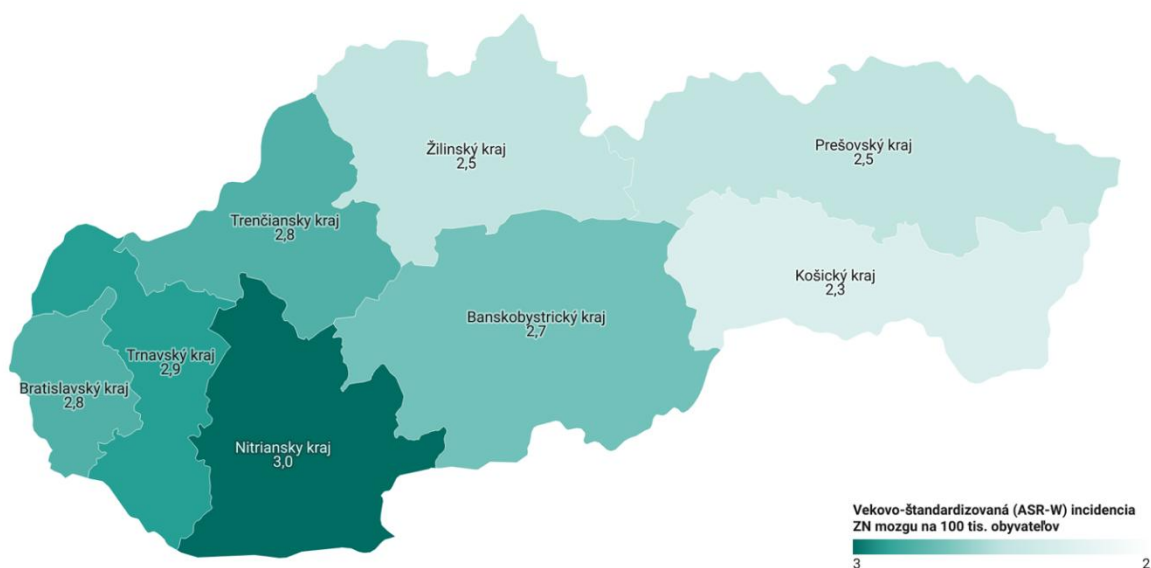 Žilinský kraj
2,5
Prešovský kraj
2,5
Trenčiansky kraj
2,8
Košický kraj
2,3
Banskobystrický kraj
2,7
Trnavský kraj
2,9
Bratislavský kraj
2,8
Nitriansky kraj
3,0
Vekovo-štandardizovaná (ASR-W) incidencia
ZN mozgu na 100 tis. obyvateľov
3 2